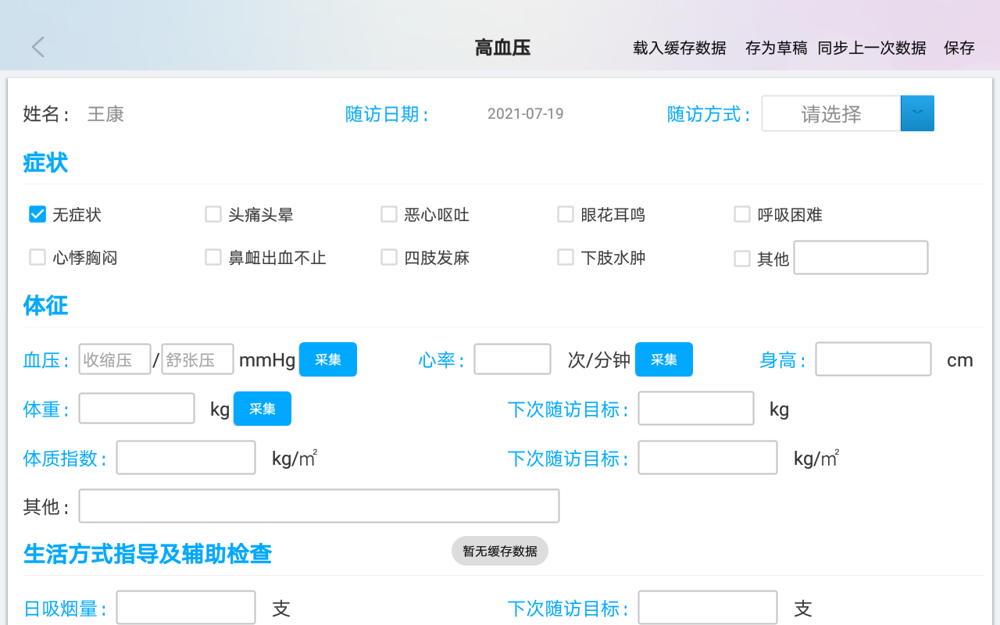 高血压 载入缓存数据 存为草稿 同步上一次数据 保存
姓名: 王康 随访日期: 2021-07-19 随访方式: 请选择
症状
无症状 头痛头晕 恶心呕吐 眼花耳鸣 呼吸困难
心悸胸闷 鼻衄出血不止 四肢发麻 下肢水肿 其他
体征
血压: 收缩压 / 舒张压 mmHg 采集 心率: 次/分钟 采集 身高: cm
体重: kg 采集 下次随访目标: kg
体质指数: kg/㎡ 下次随访目标: kg/㎡
其他:
生活方式指导及辅助检查 暂无缓存数据
日吸烟量: 支 下次随访目标: 支